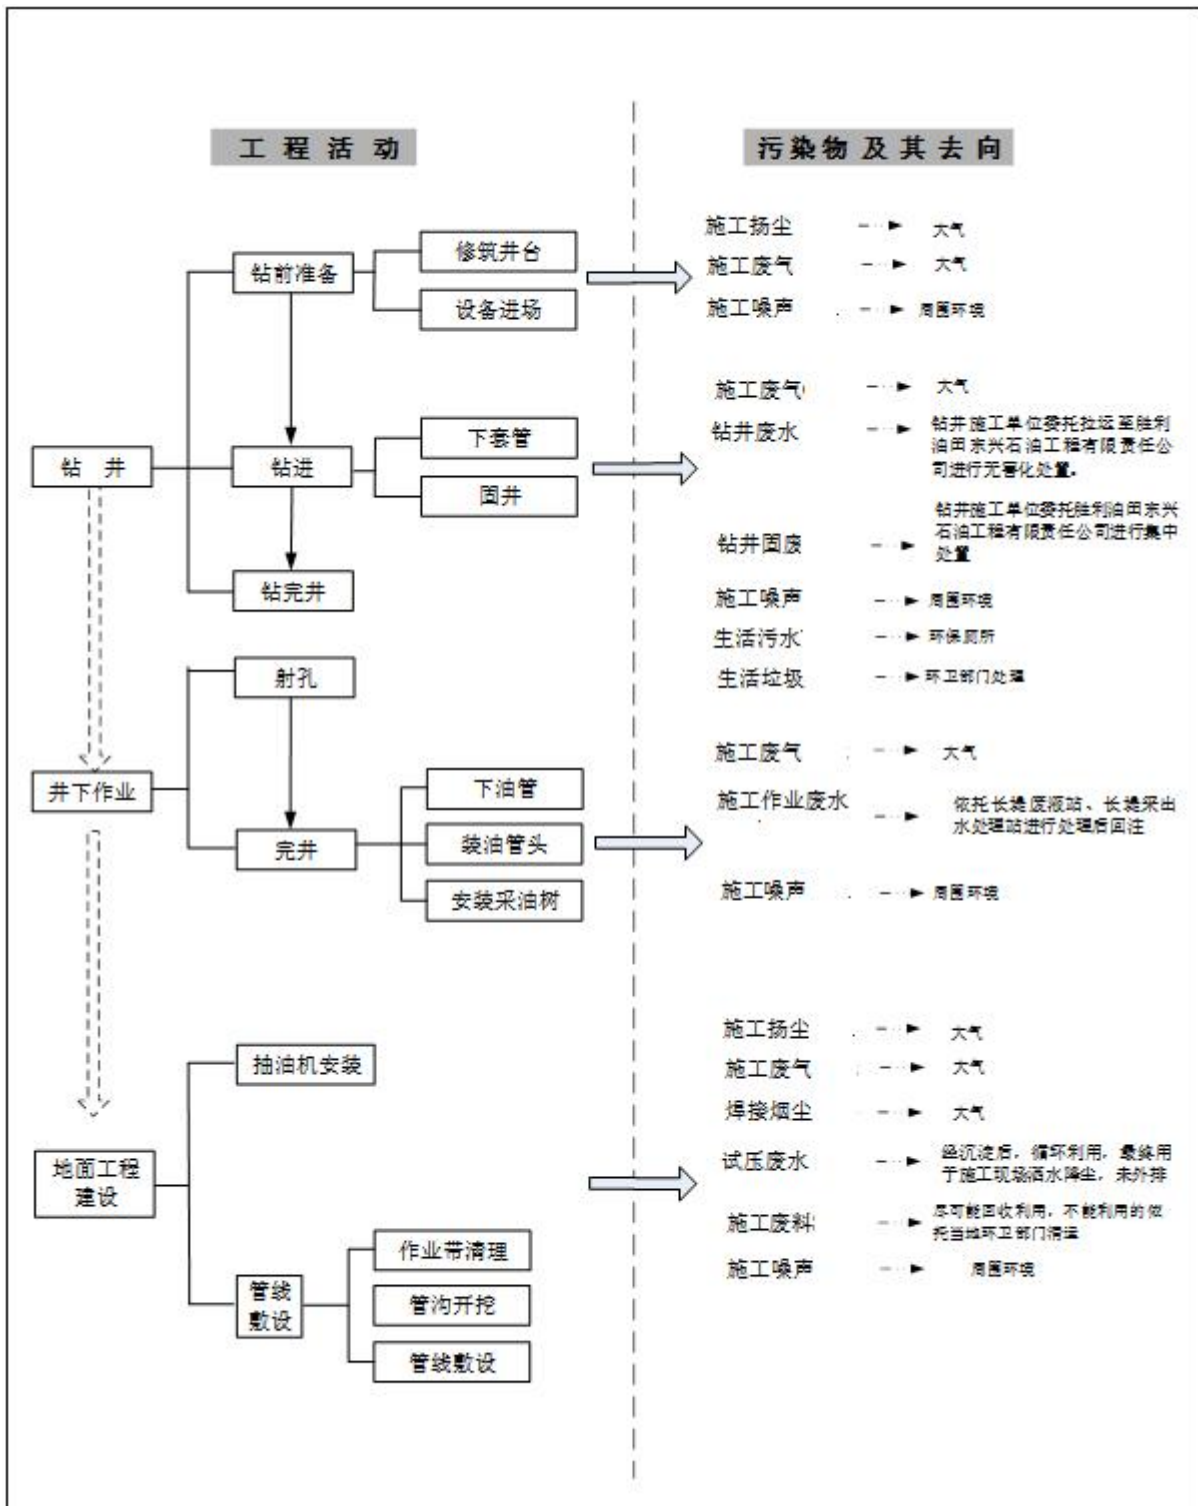 工程活动
污染物及其去向
钻井
钻前准备
修筑井台
设备进场
钻进
下套管
固井
钻完井
施工扬尘
大气
施工废气
大气
施工噪声
周围环境
施工废气
大气
钻井废水
钻井施工单位委托拉运至胜利
油田东兴石油工程有限责任公
司进行无害化处置。
钻井固废
钻井施工单位委托胜利油田东兴
石油工程有限责任公司进行集中
处置
施工噪声
周围环境
生活污水
环保厕所
生活垃圾
环卫部门处理
井下作业
射孔
完井
下油管
装油管头
安装采油树
施工废气
大气
施工作业废水
依托长堤废液站、长堤采出
水处理站进行处理后回注
施工噪声
周围环境
地面工程
建设
抽油机安装
管线
敷设
作业带清理
管沟开挖
管线敷设
施工扬尘
大气
施工废气
大气
焊接烟尘
大气
试压废水
经沉淀后，循环利用，最终用
于施工现场洒水降尘，未外排
施工废料
尽可能回收利用，不能利用的依
托当地环卫部门清运
施工噪声
周围环境